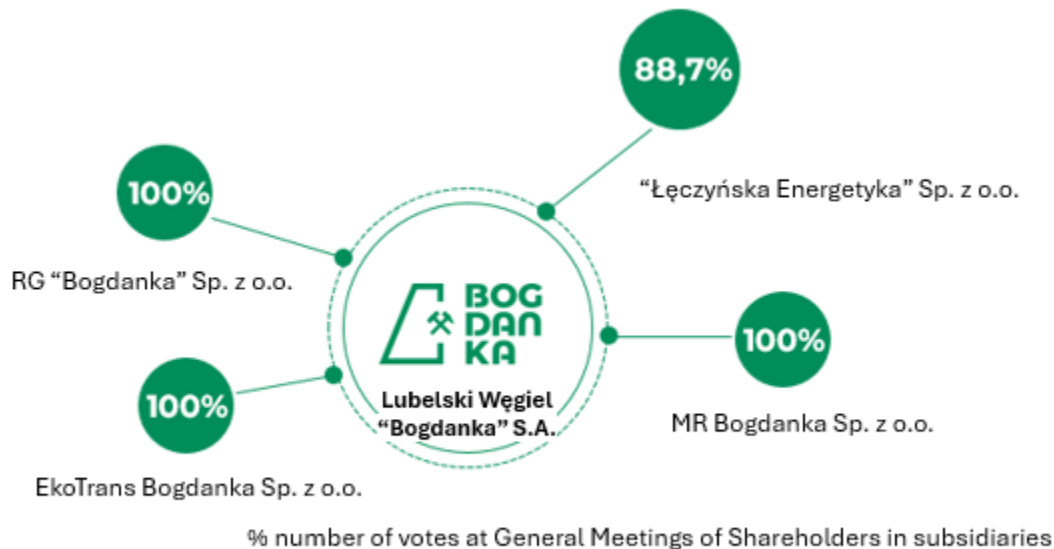 88,7%
“Łęczyńska Energetyka” Sp. z o.o.
100%
RG “Bogdanka” Sp. z o.o.
BOG
DAN
KA
Lubelski Węgiel
“Bogdanka” S.A.
100%
MR Bogdanka Sp. z o.o.
100%
EkoTrans Bogdanka Sp. z o.o.
% number of votes at General Meetings of Shareholders in subsidiaries